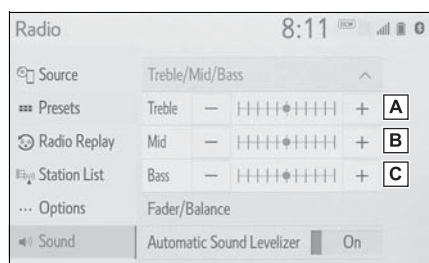 Radio 8:11 DCM
Source
Treble/Mid/Bass
Presets
Treble − + A
Radio Replay
Mid − + B
Station List
Bass − + C
Options
Fader/Balance
Sound
Automatic Sound Levelizer On